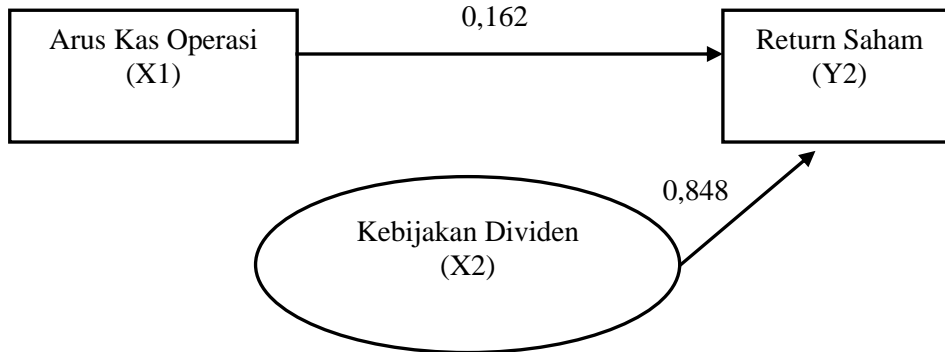 0,162
Arus Kas Operasi
(X1)
Return Saham
(Y2)
0,848
Kebijakan Dividen
(X2)